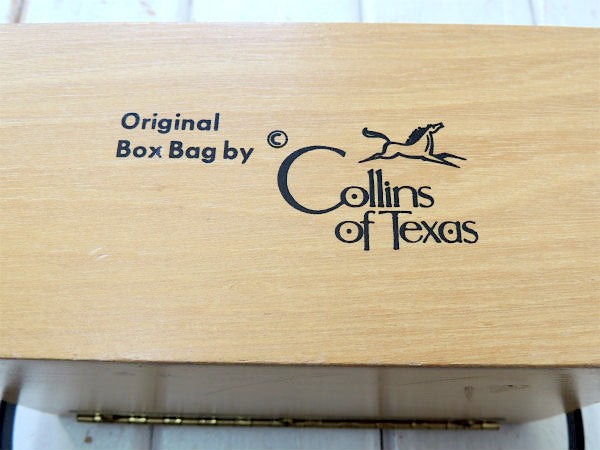 Original
Box Bag by
©
Collins
of Texas